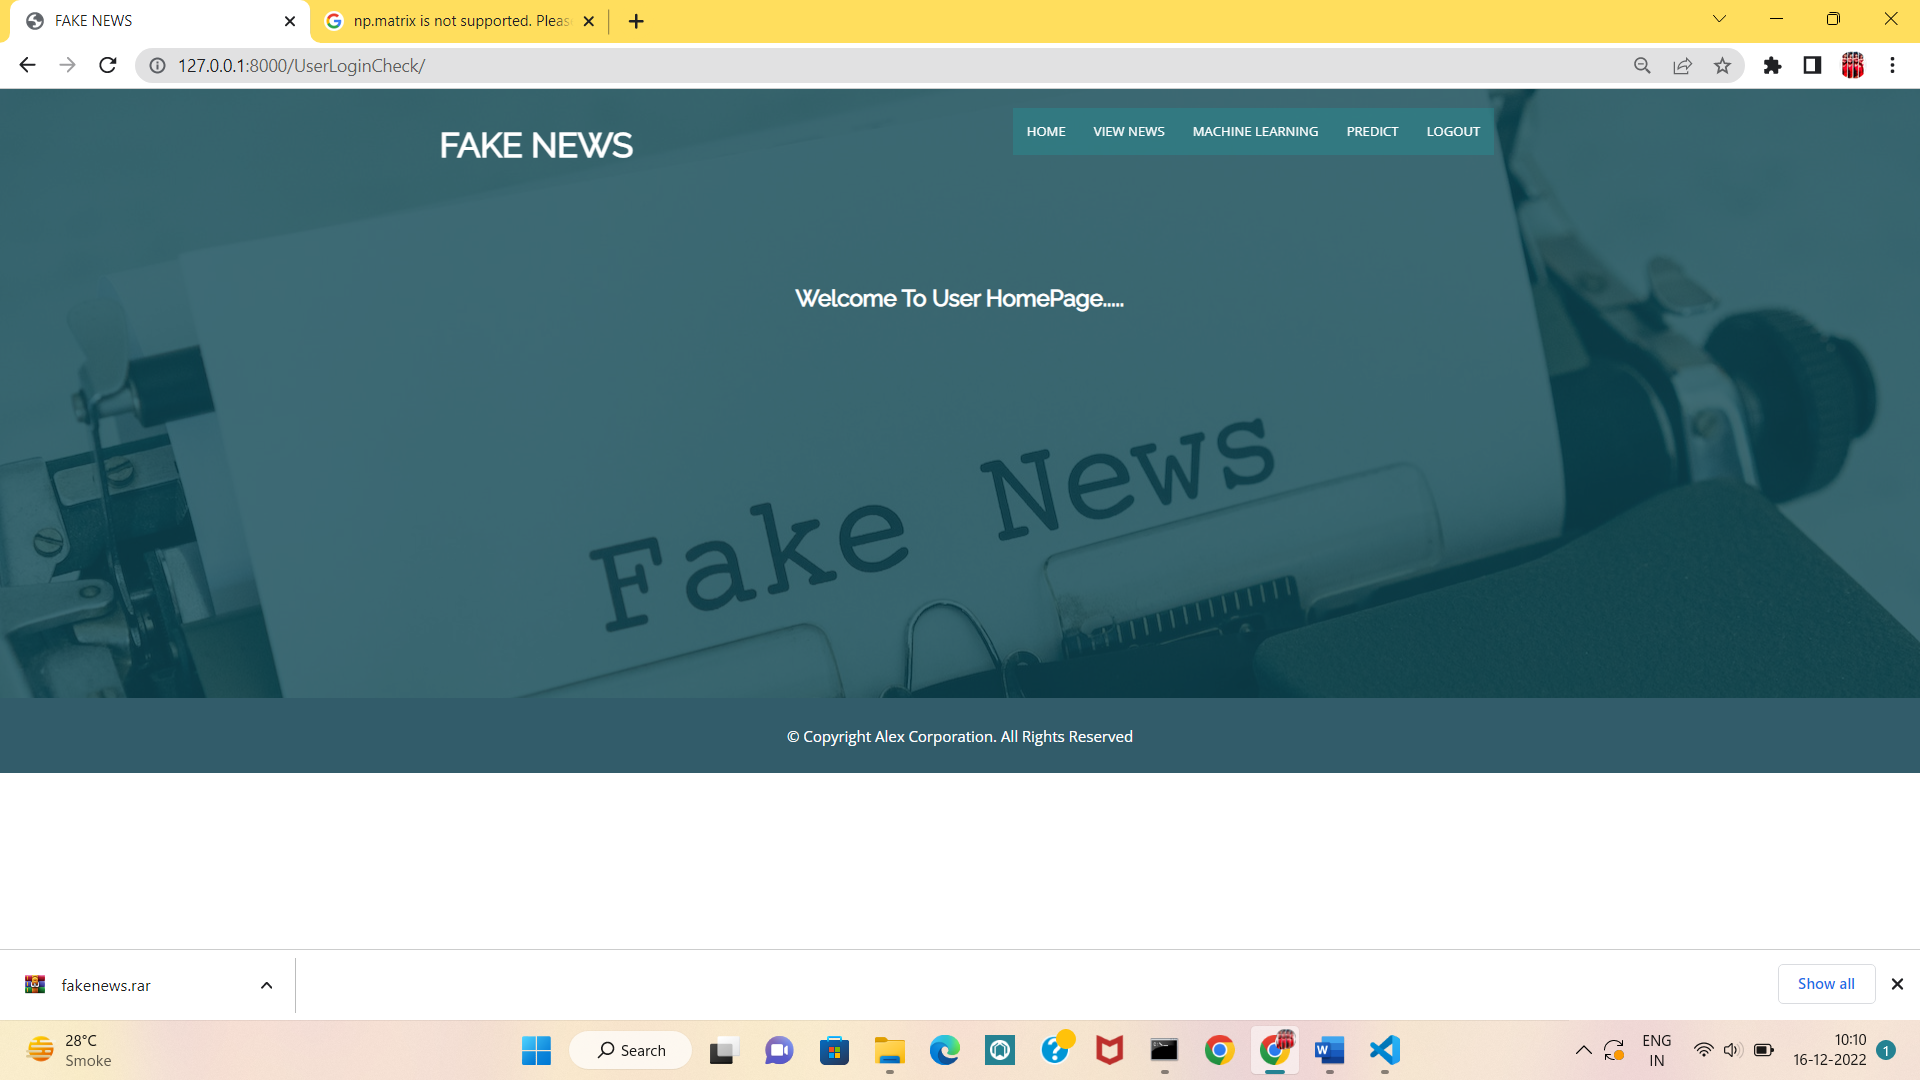 FAKE NEWS
np.matrix is not supported. Pleas
127.0.0.1:8000/UserLoginCheck/
FAKE NEWS
HOME VIEW NEWS MACHINE LEARNING PREDICT LOGOUT
Welcome To User HomePage.....
Fake News
© Copyright Alex Corporation. All Rights Reserved
fakenews.rar
Show all
28°C
Smoke
Search
ENG
IN
10:10
16-12-2022
1